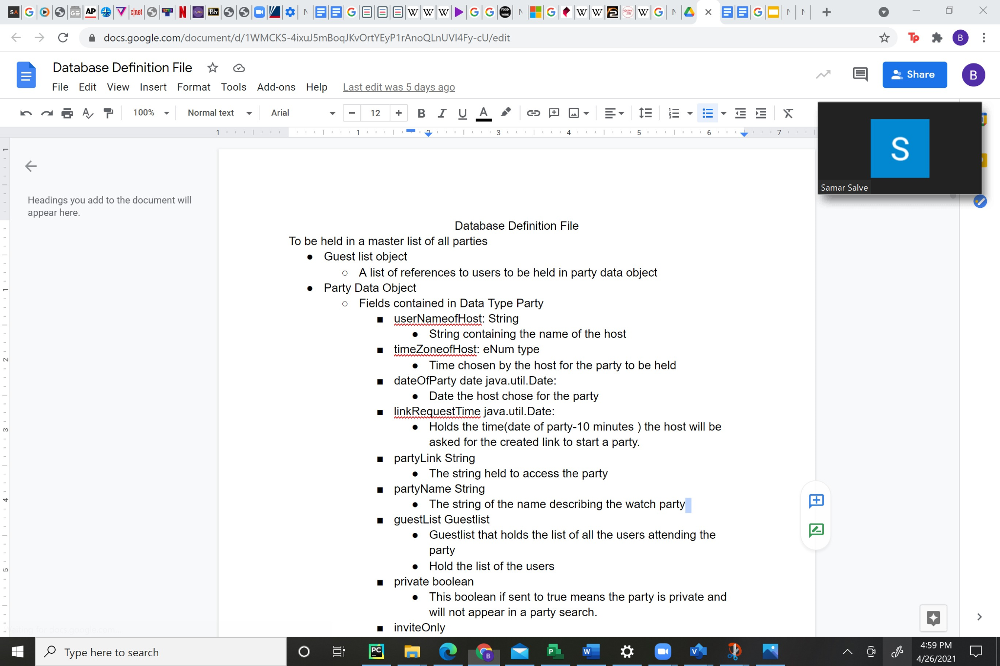 docs.google.com/document/d/1WMCKS-4ixuJ5mBoqJKvOrtYEyP1rAnoQLnUVI4Fy-cU/edit
B
Database Definition File
Share
B
File Edit View Insert Format Tools Add-ons Help Last edit was 5 days ago
100% Normal text Arial 12 B I U A
1 1 2 3 4 5 6 7
S
Samar Salve
Headings you add to the document will
appear here.
Database Definition File
To be held in a master list of all parties
● Guest list object
○ A list of references to users to be held in party data object
● Party Data Object
○ Fields contained in Data Type Party
■ userNameofHost: String
● String containing the name of the host
■ timeZoneofHost: eNum type
● Time chosen by the host for the party to be held
■ dateOfParty date java.util.Date:
● Date the host chose for the party
■ linkRequestTime java.util.Date:
● Holds the time(date of party-10 minutes ) the host will be
asked for the created link to start a party.
■ partyLink String
● The string held to access the party
■ partyName String
● The string of the name describing the watch party
■ guestList Guestlist
● Guestlist that holds the list of all the users attending the
party
● Hold the list of the users
■ private boolean
● This boolean if sent to true means the party is private and
will not appear in a party search.
■ inviteOnly
Type here to search
4:59 PM
4/26/2021